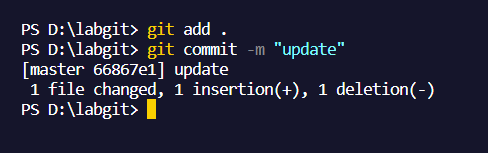 PS D:\labgit> git add .
PS D:\labgit> git commit -m "update"
[master 66867e1] update
 1 file changed, 1 insertion(+), 1 deletion(-)
PS D:\labgit>